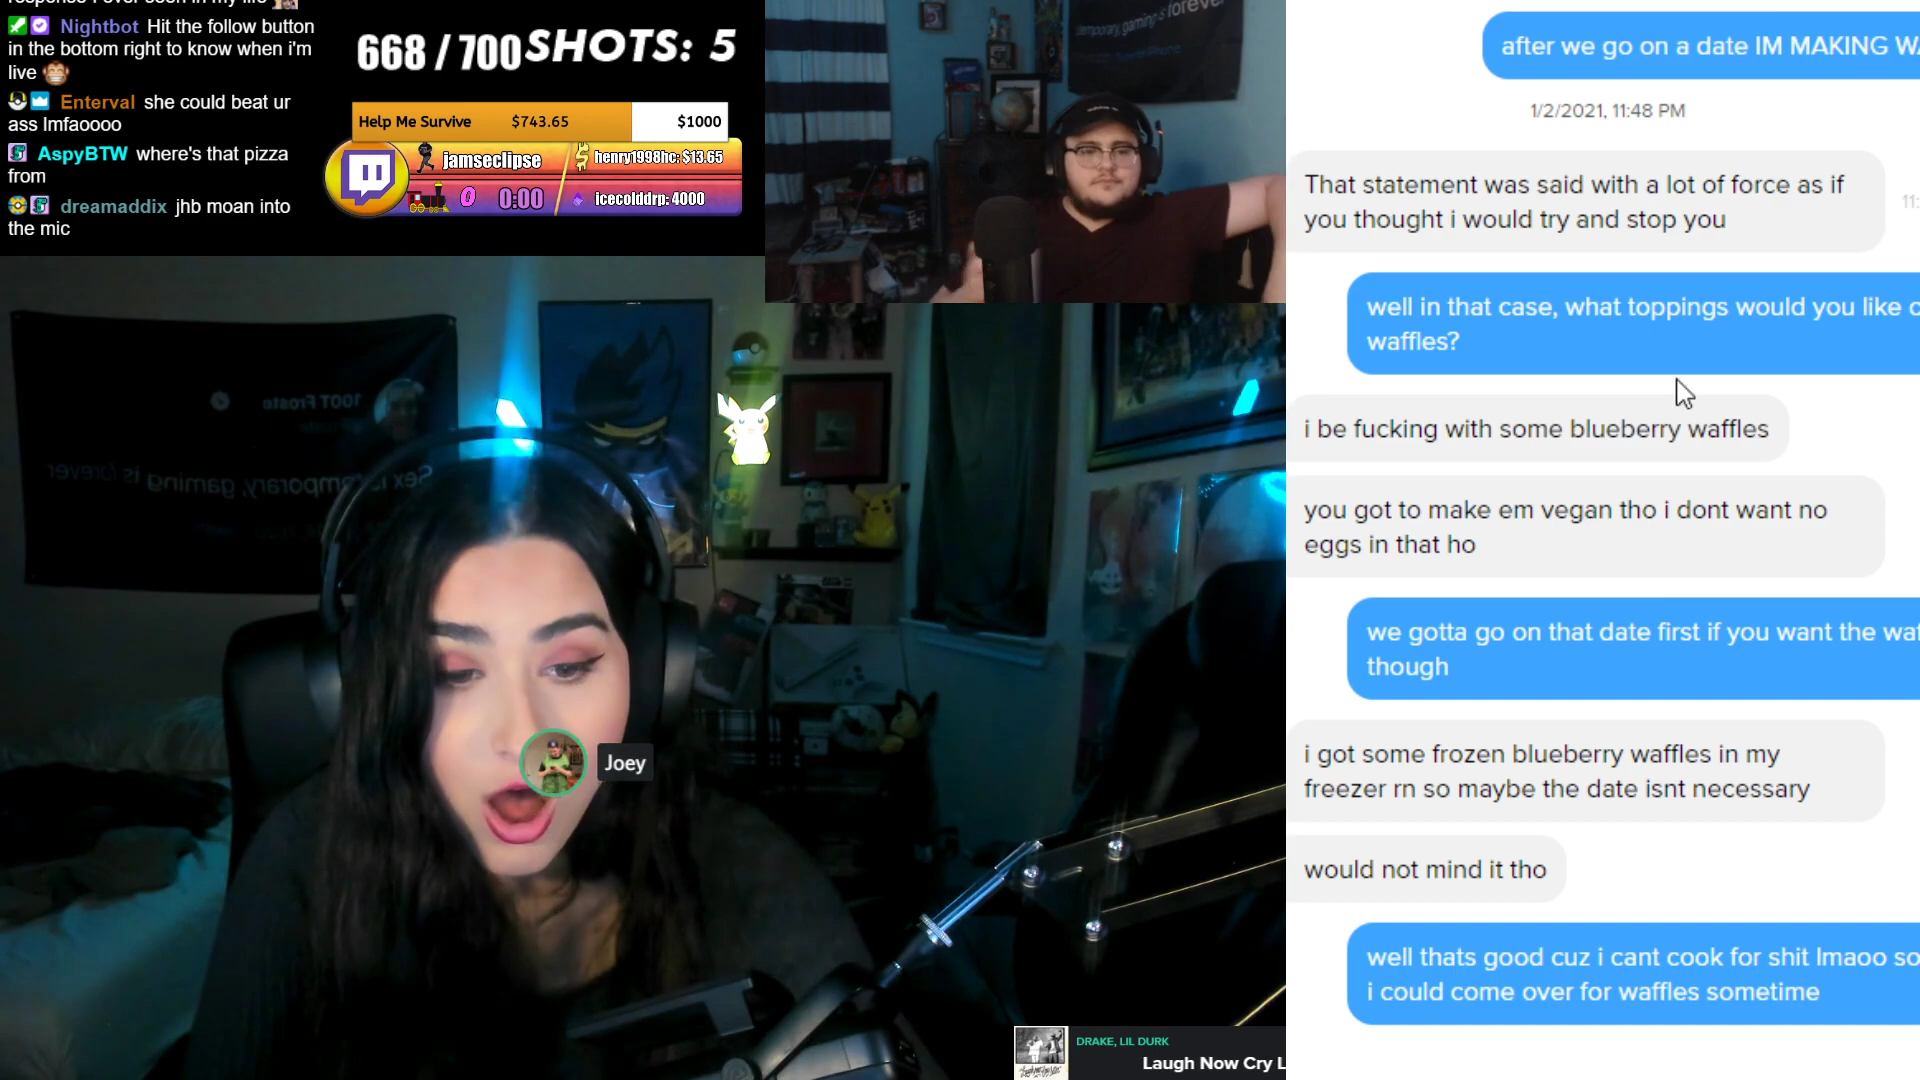 Nightbot Hit the follow button
in the bottom right to know when i'm
live
Enterval she could beat ur
ass lmfaoooo
AspyBTW where's that pizza
from
dreamaddix jhb moan into
the mic
668 / 700 SHOTS: 5
Help Me Survive $743.65 $1000
jamseclipse henry1998hc: $13.65
0 0:00 icecolddrp: 4000
Joey
DRAKE, LIL DURK
Laugh Now Cry L
after we go on a date IM MAKING WA
1/2/2021, 11:48 PM
That statement was said with a lot of force as if
you thought i would try and stop you
11:
well in that case, what toppings would you like o
waffles?
i be fucking with some blueberry waffles
you got to make em vegan tho i dont want no
eggs in that ho
we gotta go on that date first if you want the waf
though
i got some frozen blueberry waffles in my
freezer rn so maybe the date isnt necessary
would not mind it tho
well thats good cuz i cant cook for shit lmaoo so
i could come over for waffles sometime